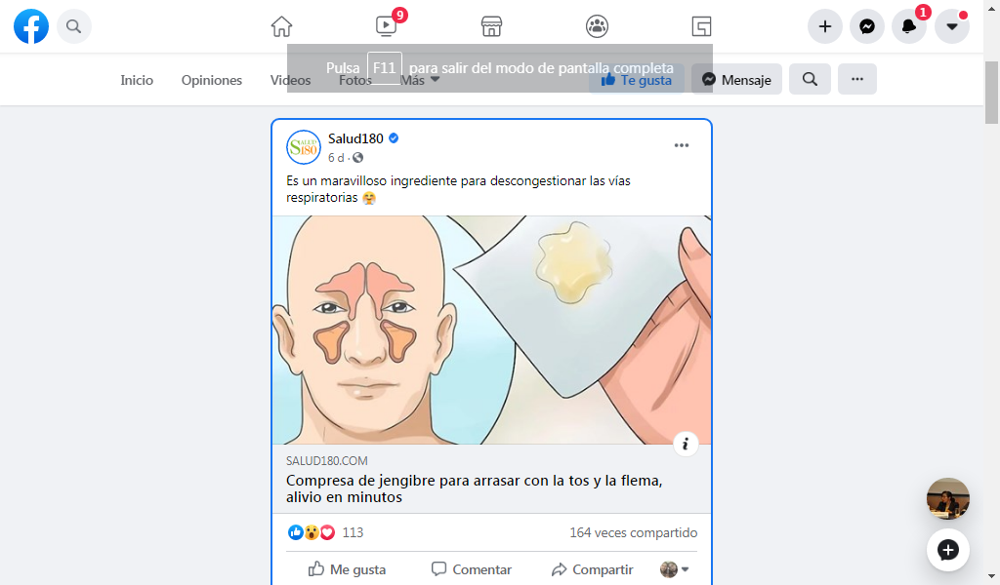 9
1
Pulsa F11 para salir del modo de pantalla completa
Inicio Opiniones Videos Fotos Más Te gusta Mensaje
SALUD180
Salud180
6 d ·
Es un maravilloso ingrediente para descongestionar las vías
respiratorias
i
SALUD180.COM
Compresa de jengibre para arrasar con la tos y la flema,
alivio en minutos
113 164 veces compartido
Me gusta Comentar Compartir